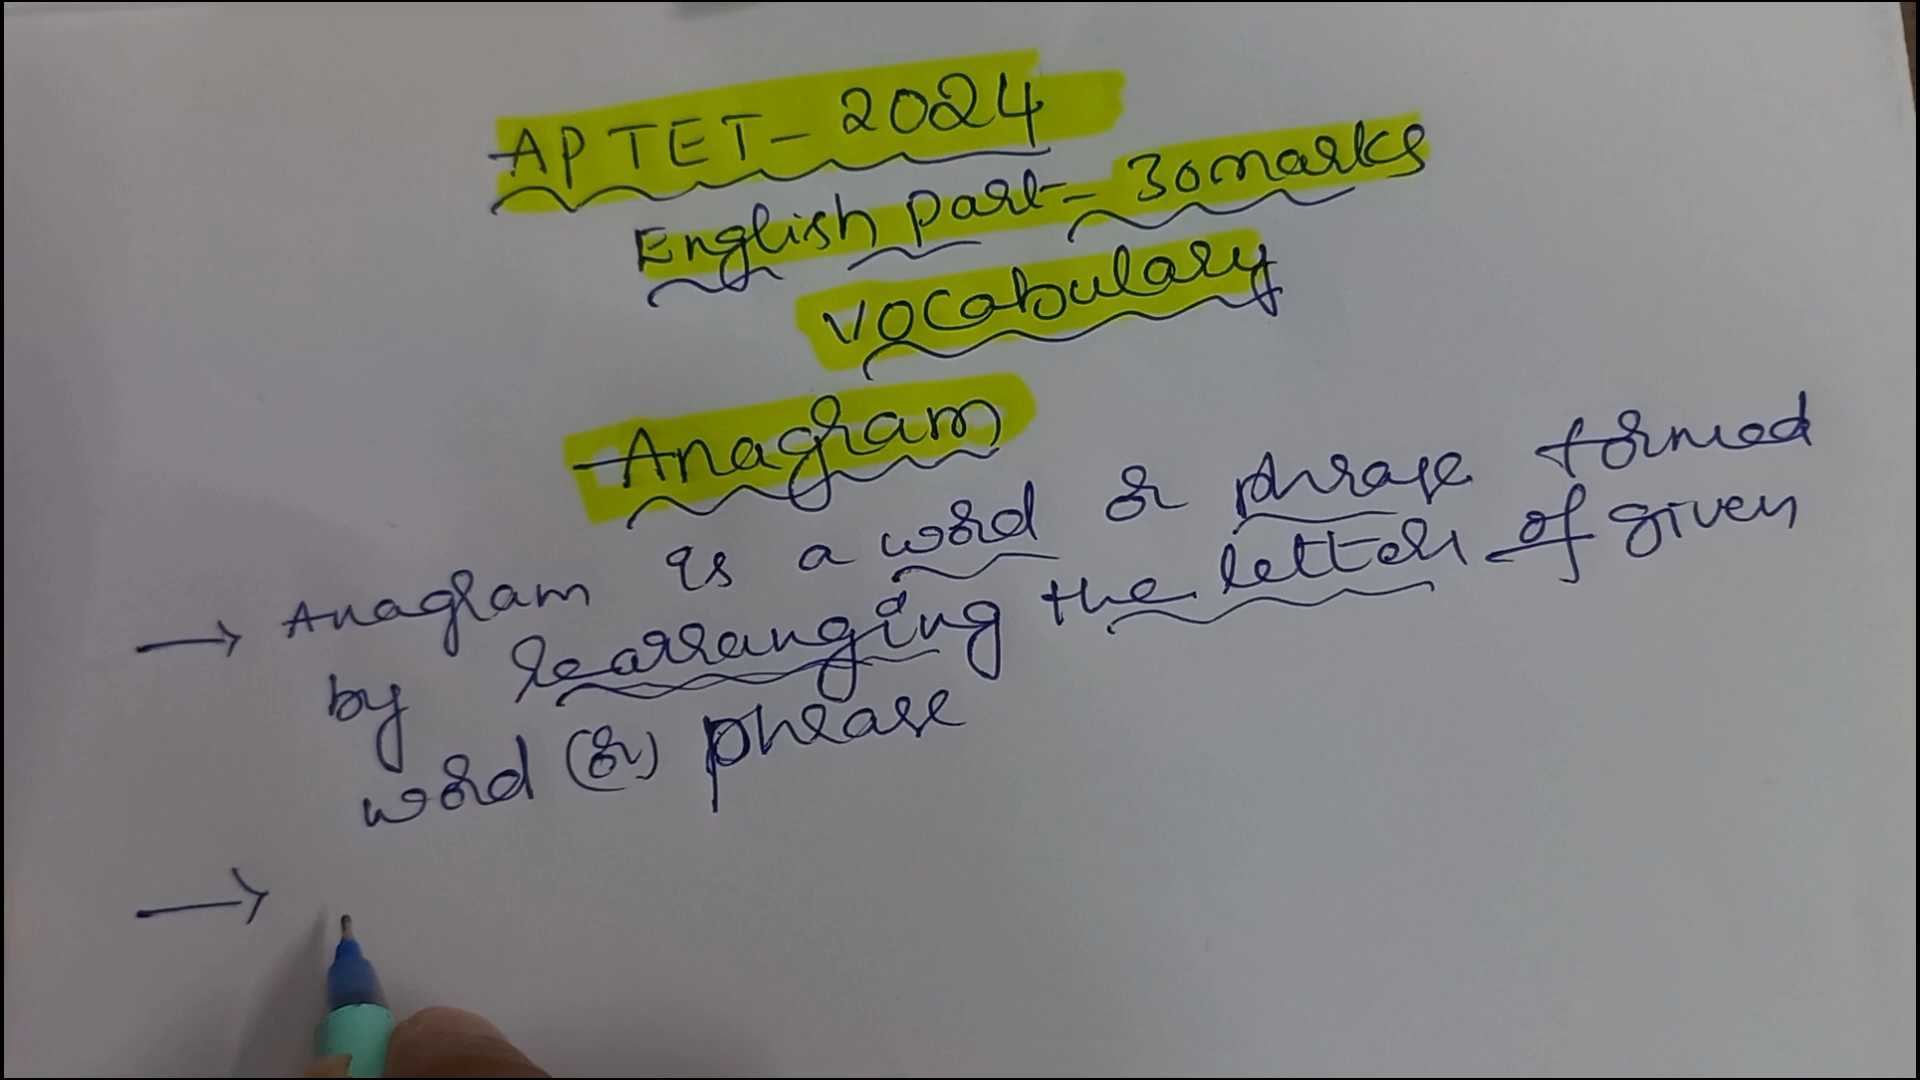 APTET- 2024
English part- 30marks
vocabulary
Anagram
→ Anagram is a word or phrase formed
by rearranging the letters of given
word (or) phrase
→